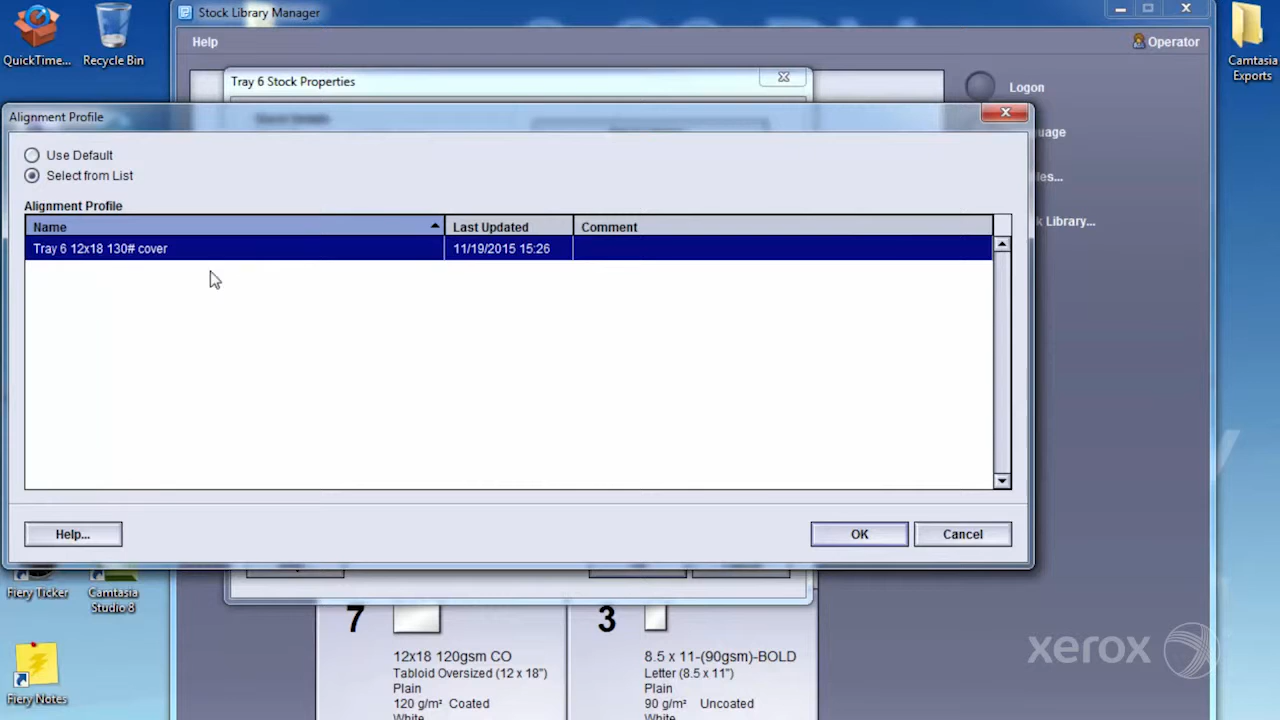 Stock Library Manager
QuickTime...
Recycle Bin
Help
Operator
Camtasia
Exports
Tray 6 Stock Properties
Logon
Alignment Profile
uage
Use Default
Select from List
les...
Alignment Profile
k Library...
Name
Last Updated
Comment
Tray 6 12x18 130# cover
11/19/2015 15:26
Help...
OK
Cancel
Fiery Ticker
Camtasia
Studio 8
7
3
12x18 120gsm CO
8.5 x 11-(90gsm)-BOLD
Tabloid Oversized (12 x 18")
Letter (8.5 x 11")
Plain
Plain
120 g/m² Coated
90 g/m² Uncoated
White
White
xerox
Fiery Notes